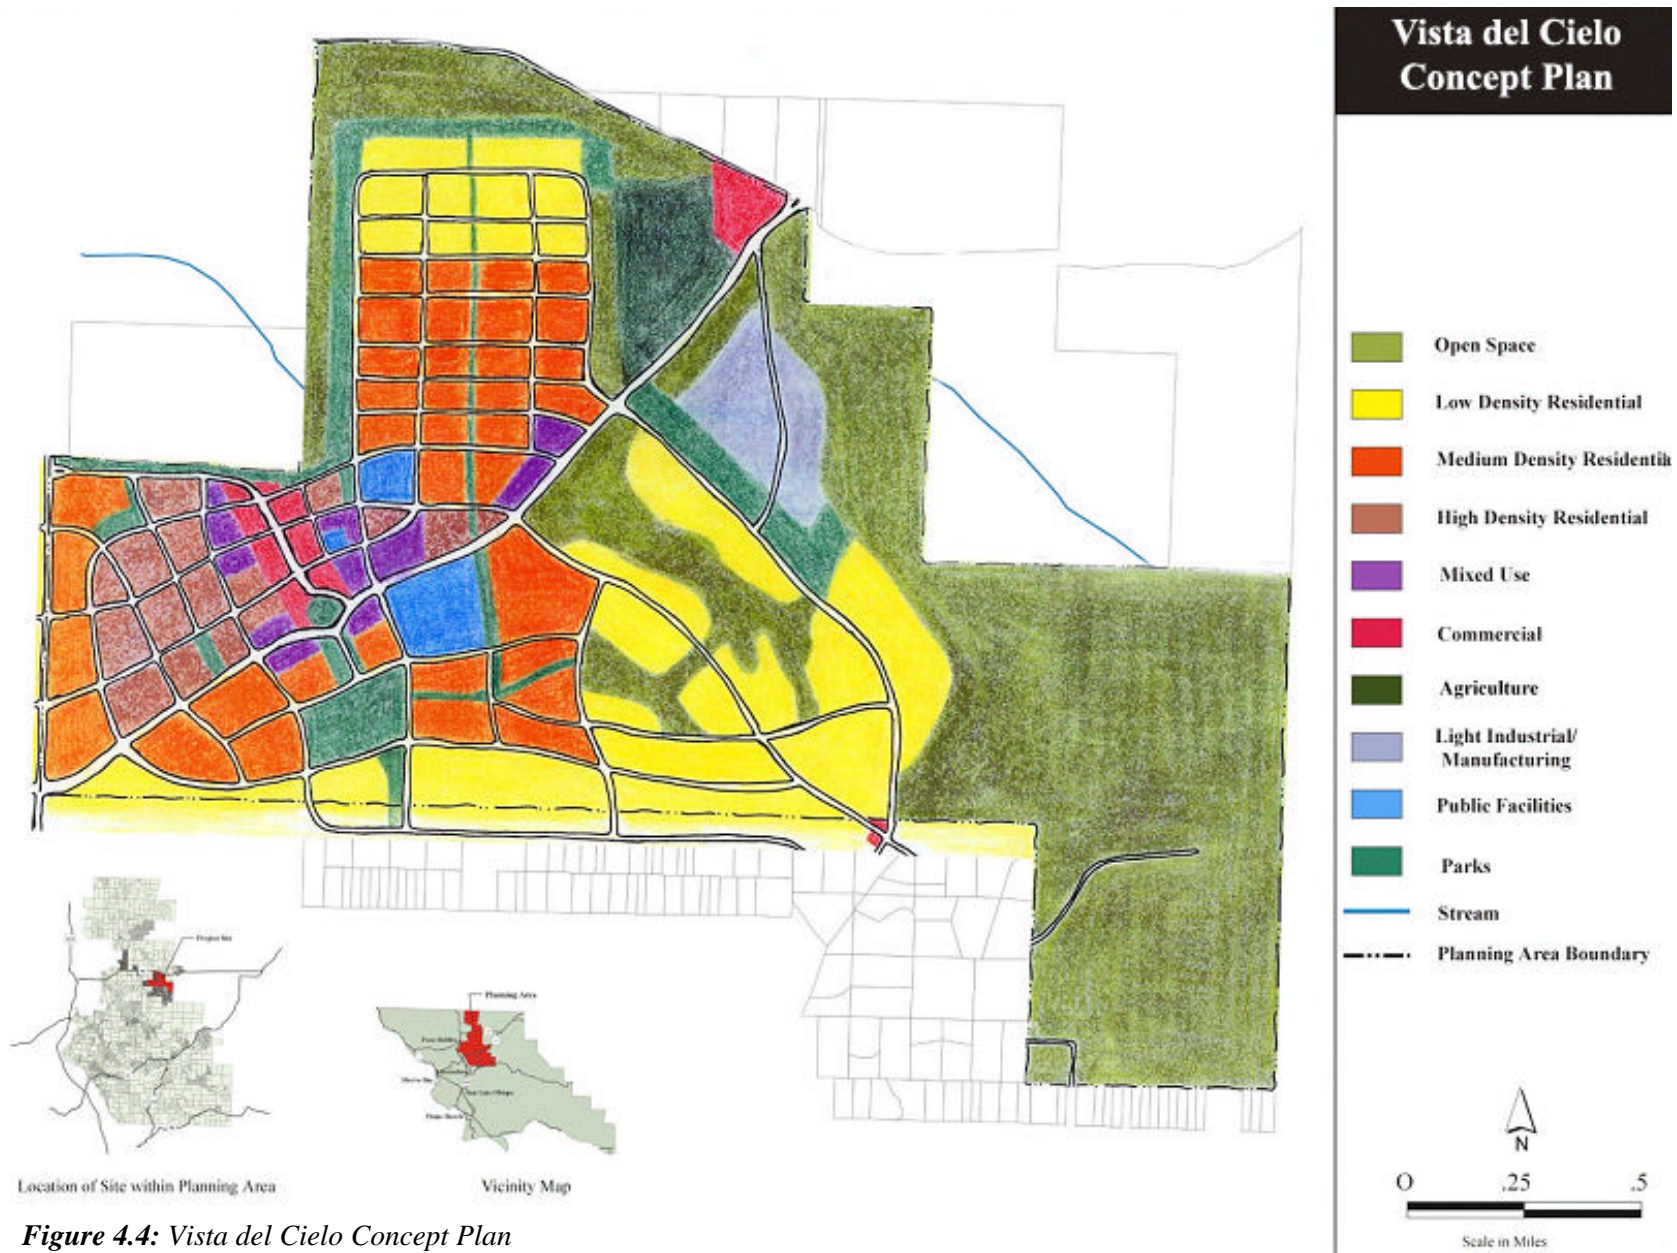 Vista del Cielo
Concept Plan
Open Space
Low Density Residential
Medium Density Residentia
High Density Residential
Mixed Use
Commercial
Agriculture
Light Industrial/
Manufacturing
Public Facilities
Parks
Stream
Planning Area Boundary
N
O .25 .5
Scale in Miles
Project Site
Planning Area
Location of Site within Planning Area
Vicinity Map
Figure 4.4: Vista del Cielo Concept Plan